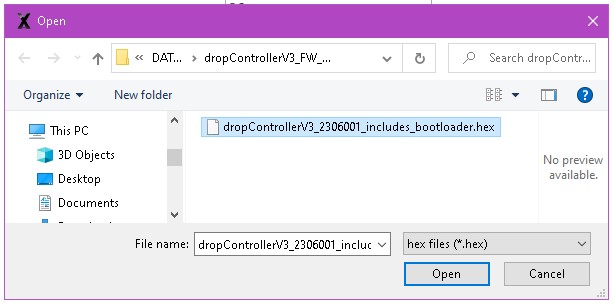 Open
« DAT... › dropControllerV3_FW_...
Search dropContr...
Organize
New folder
?
This PC
3D Objects
Desktop
Documents
dropControllerV3_2306001_includes_bootloader.hex
No preview
available.
File name:
dropControllerV3_2306001_incluc
hex files (*.hex)
Open
Cancel